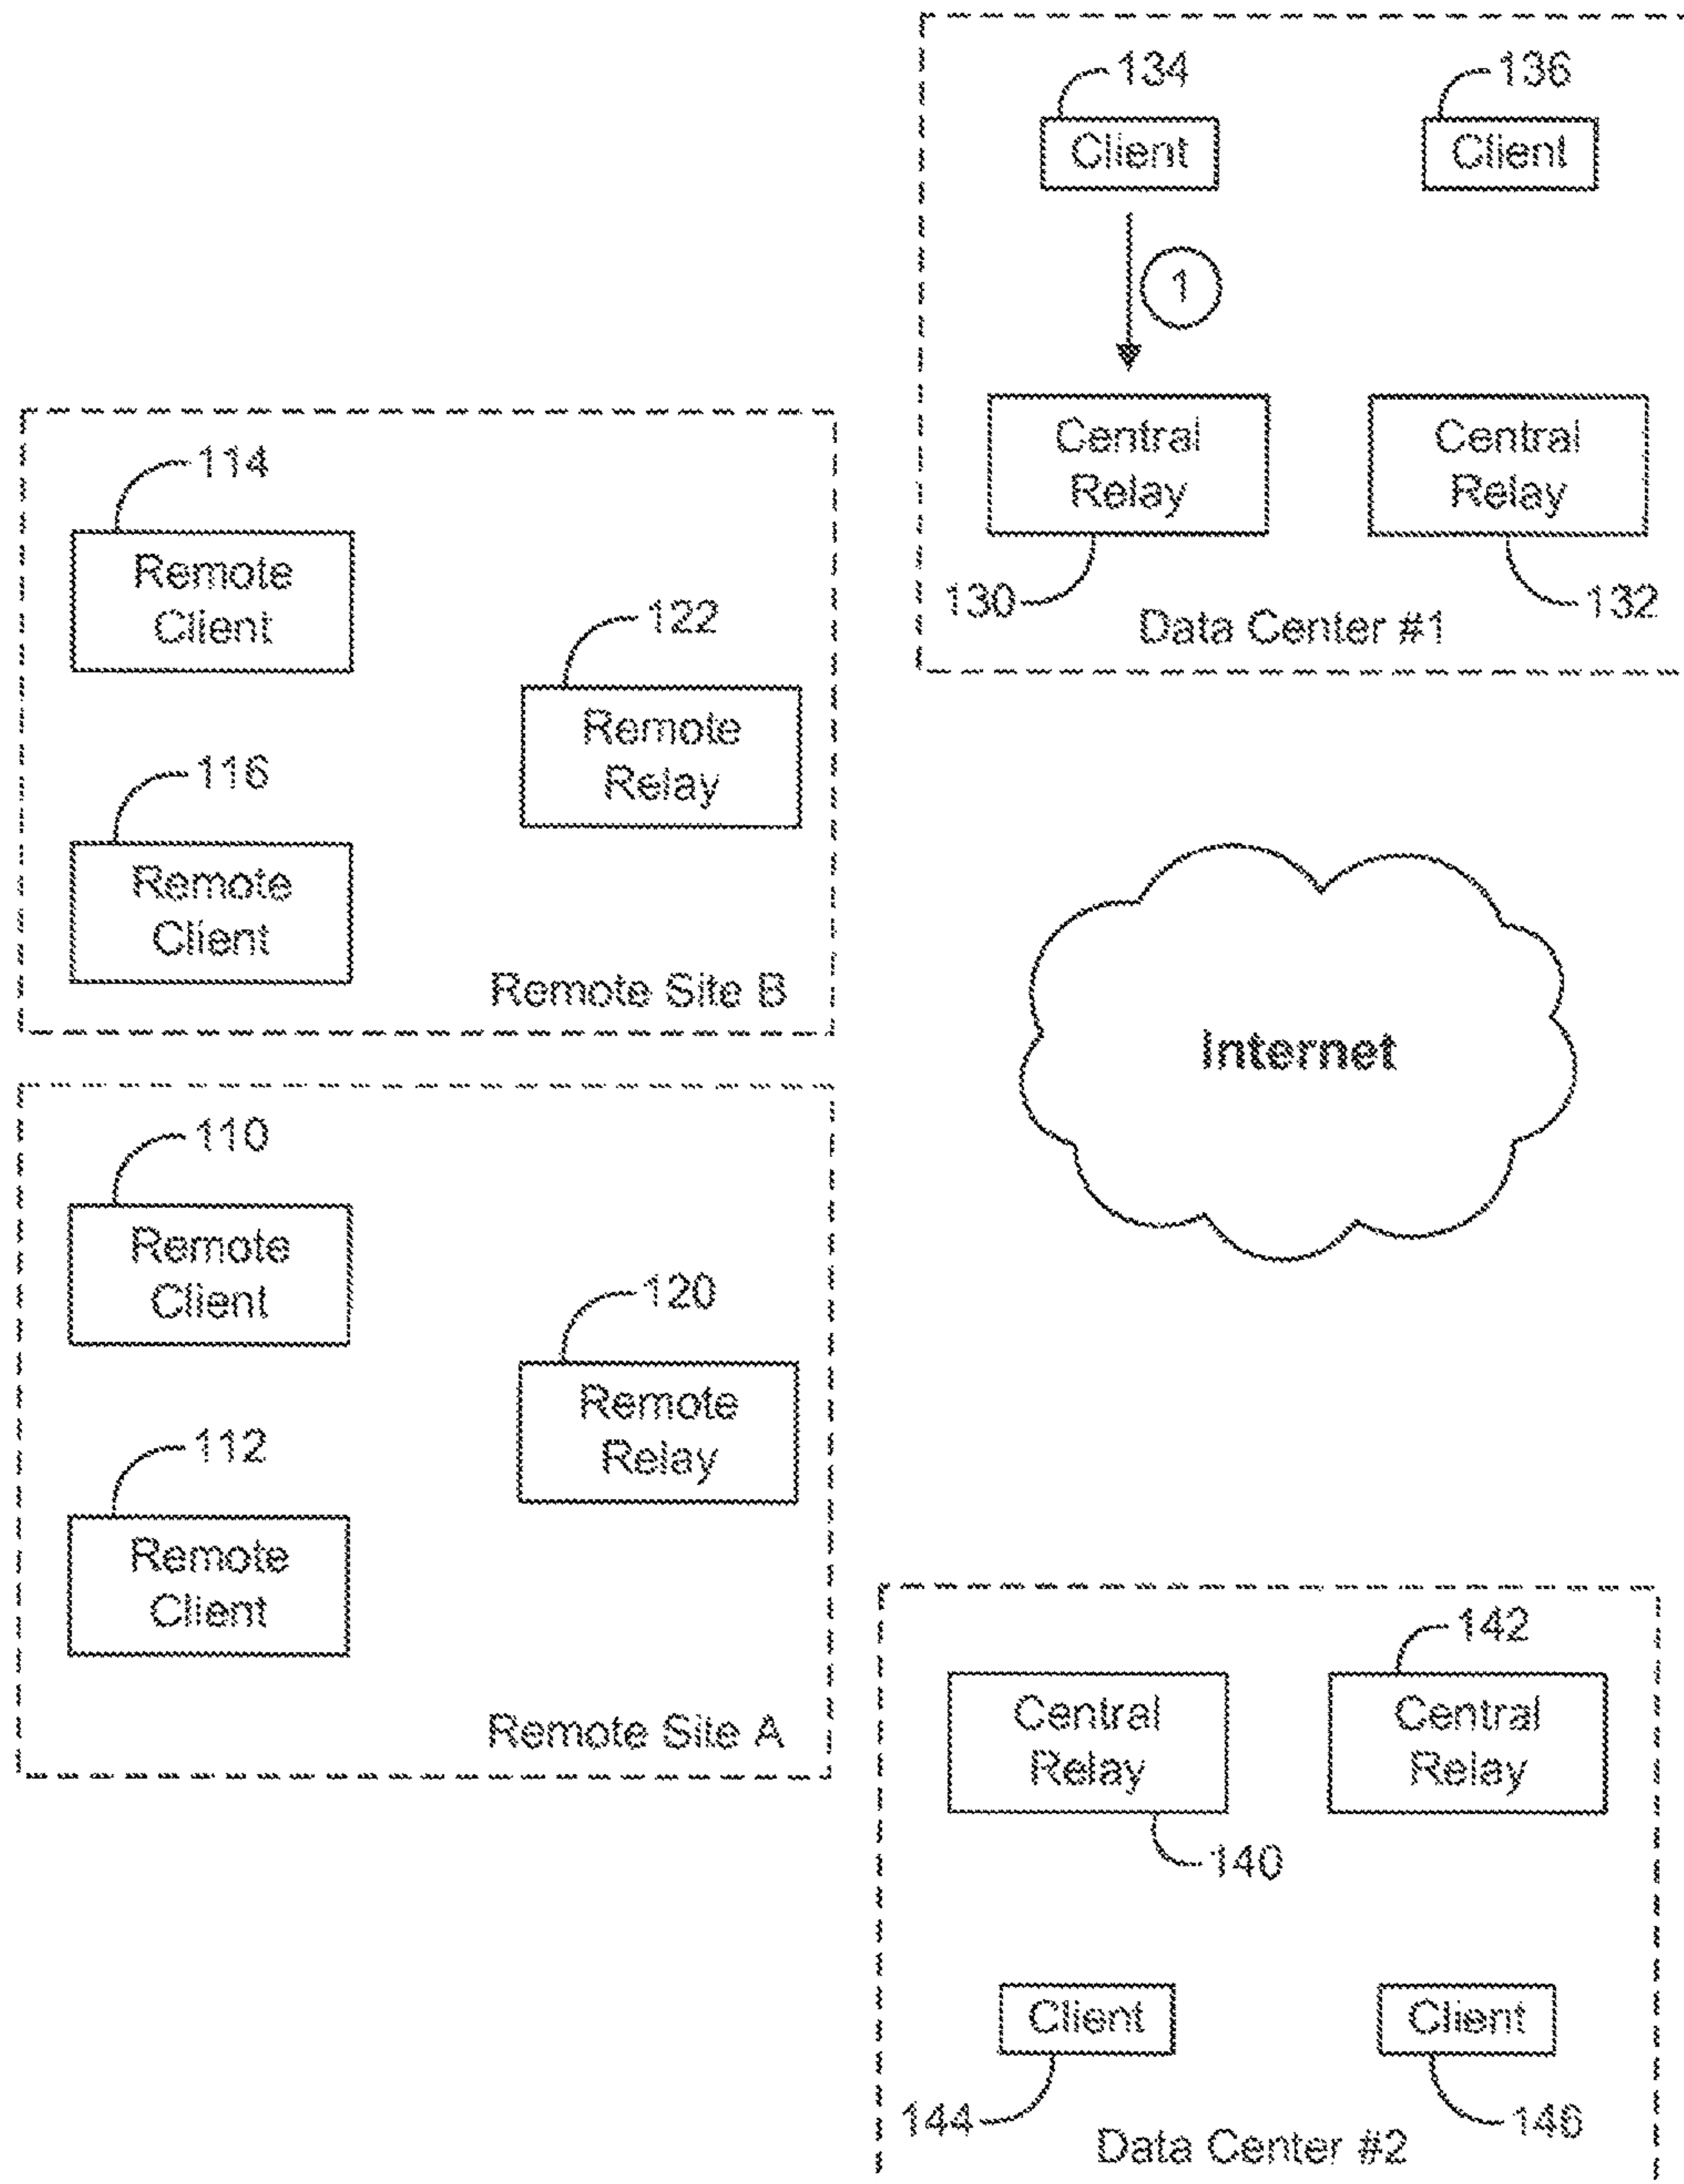 134
136
Client
Client
1
Central
Relay
Central
Relay
130
132
Data Center #1
114
Remote
Client
122
Remote
Relay
116
Remote
Client
Remote Site B
Internet
110
Remote
Client
120
Remote
Relay
112
Remote
Client
Remote Site A
142
Central
Relay
Central
Relay
140
Client
Client
144
146
Data Center #2